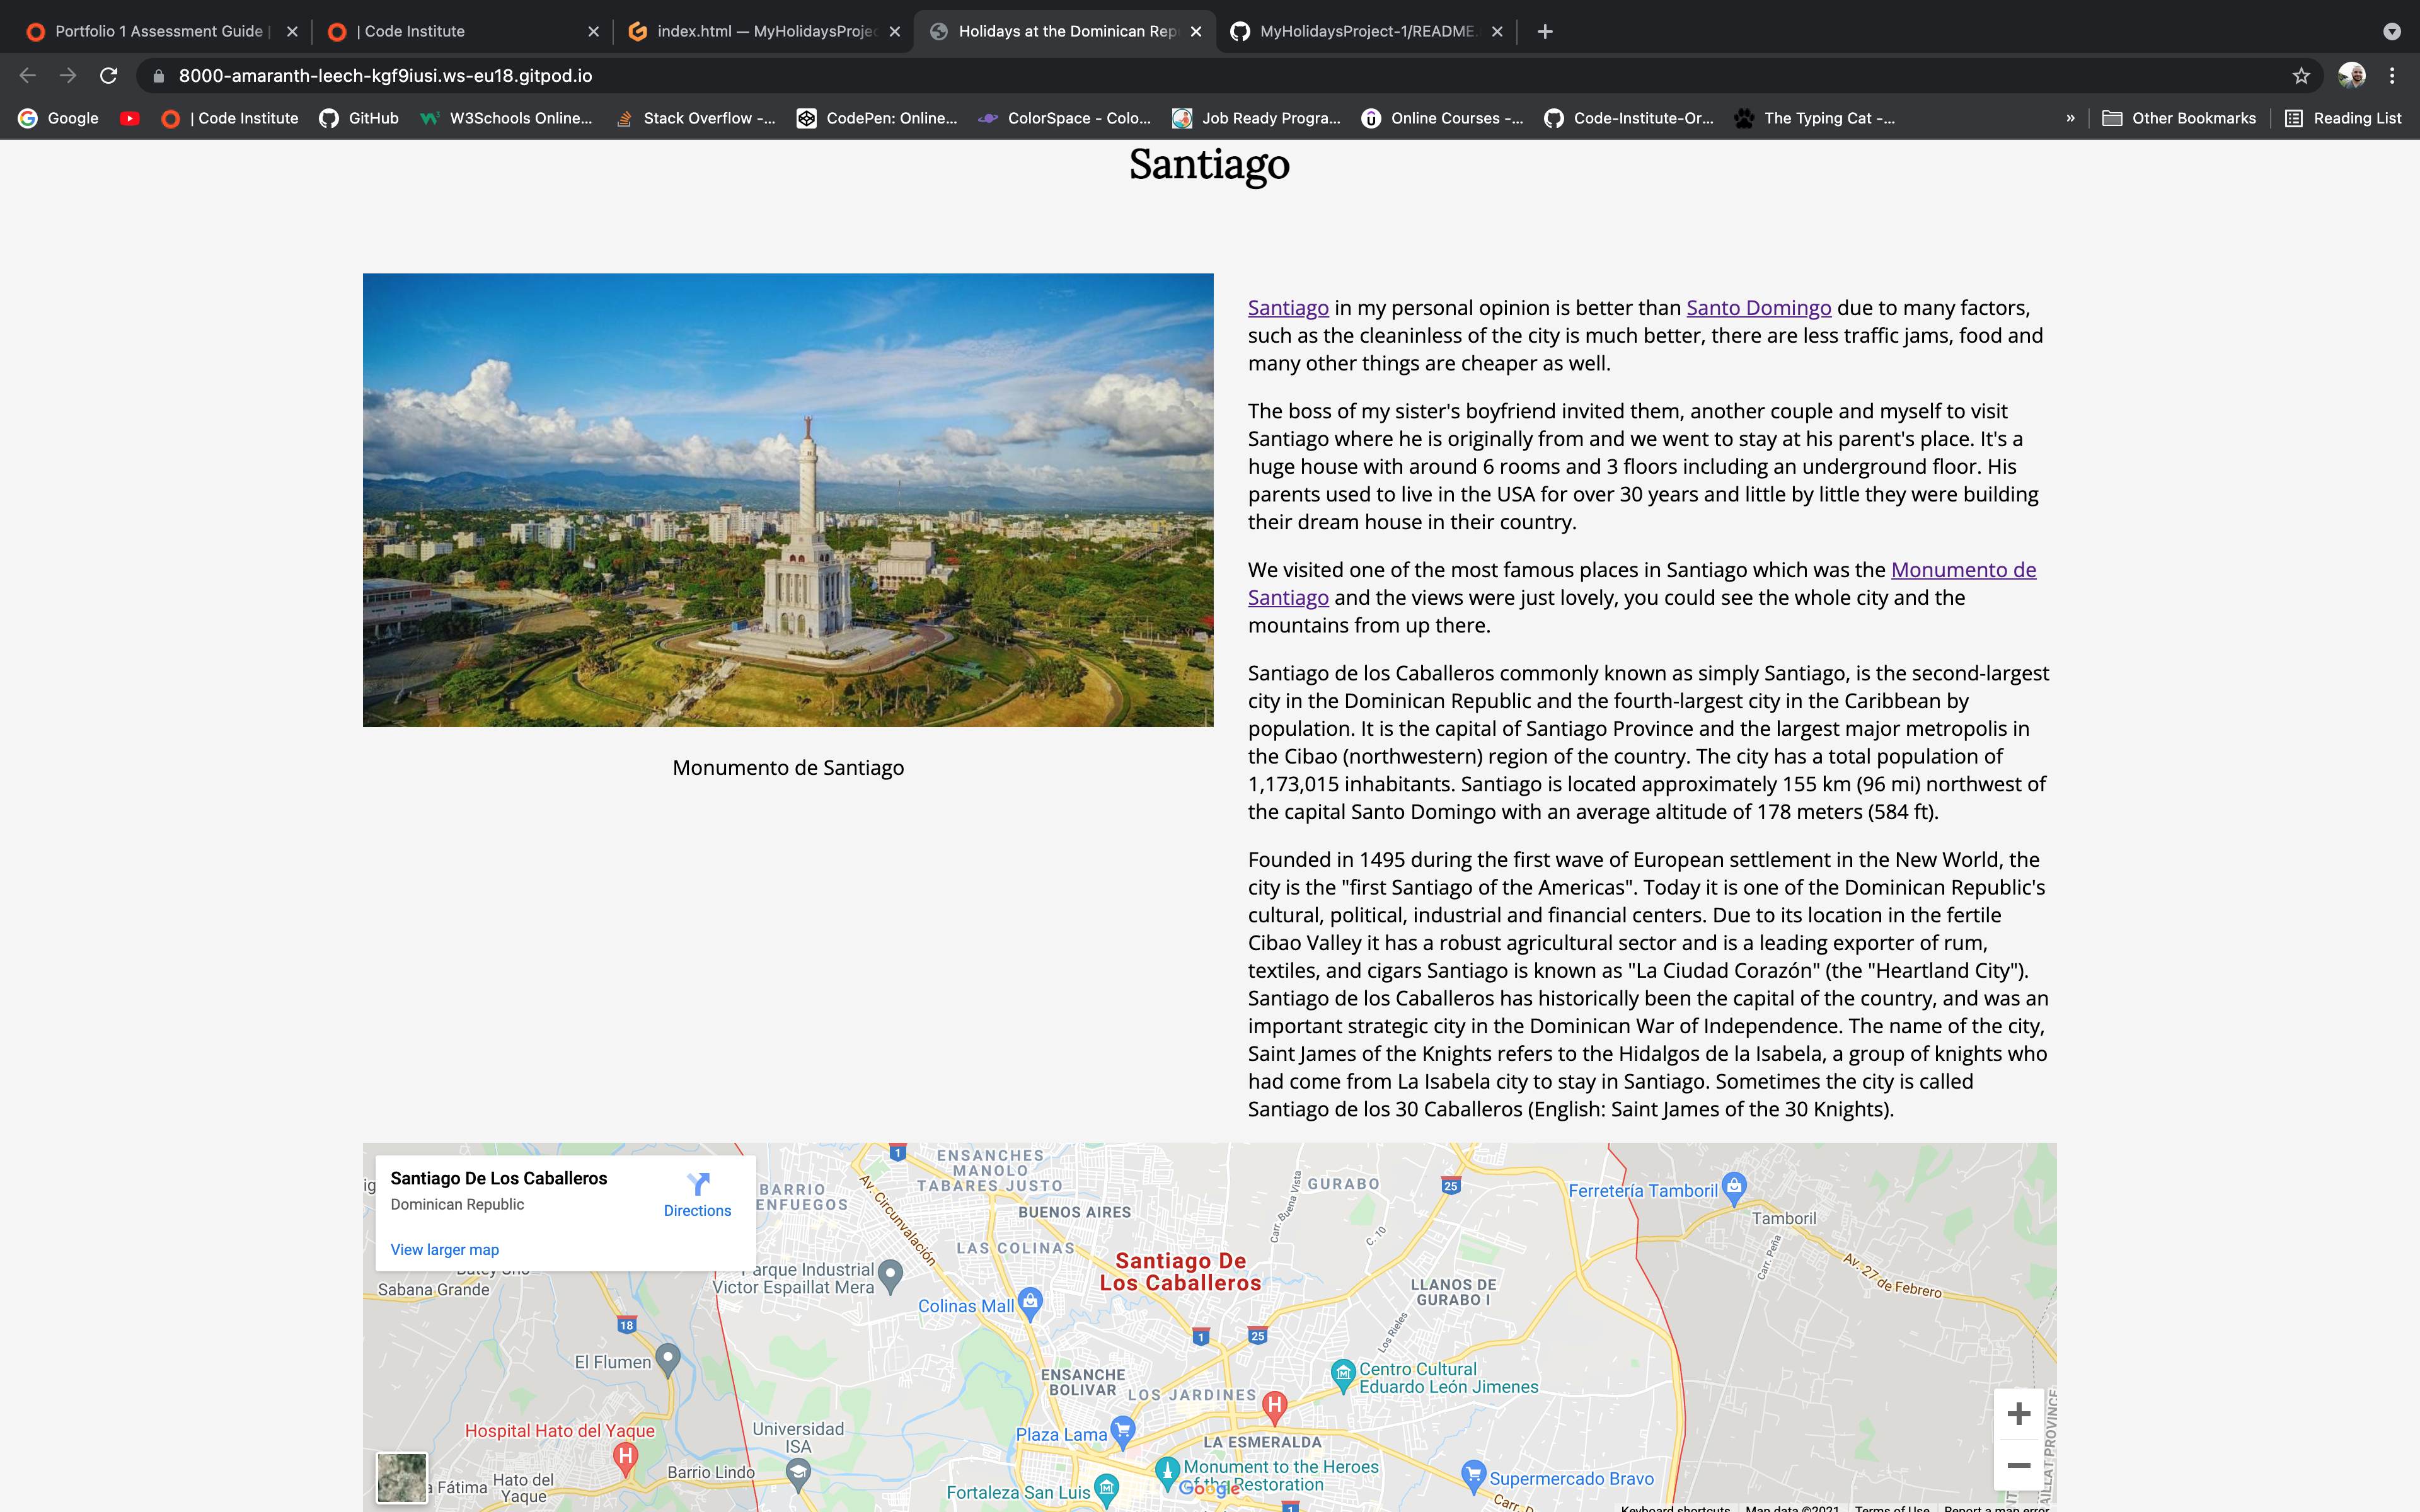 Portfolio 1 Assessment Guide |
| Code Institute
index.html — MyHolidaysProjec
Holidays at the Dominican Rep
MyHolidaysProject-1/README.
8000-amaranth-leech-kgf9iusi.ws-eu18.gitpod.io
Google
| Code Institute
GitHub
W3Schools Online...
Stack Overflow -...
CodePen: Online...
ColorSpace - Colo...
Job Ready Progra...
Online Courses -...
Code-Institute-Or...
The Typing Cat -...
»
Other Bookmarks
Reading List
Santiago
Santiago in my personal opinion is better than Santo Domingo due to many factors,
such as the cleaninless of the city is much better, there are less traffic jams, food and
many other things are cheaper as well.
The boss of my sister's boyfriend invited them, another couple and myself to visit
Santiago where he is originally from and we went to stay at his parent's place. It's a
huge house with around 6 rooms and 3 floors including an underground floor. His
parents used to live in the USA for over 30 years and little by little they were building
their dream house in their country.
We visited one of the most famous places in Santiago which was the Monumento de
Santiago and the views were just lovely, you could see the whole city and the
mountains from up there.
Santiago de los Caballeros commonly known as simply Santiago, is the second-largest
city in the Dominican Republic and the fourth-largest city in the Caribbean by
population. It is the capital of Santiago Province and the largest major metropolis in
the Cibao (northwestern) region of the country. The city has a total population of
1,173,015 inhabitants. Santiago is located approximately 155 km (96 mi) northwest of
the capital Santo Domingo with an average altitude of 178 meters (584 ft).
Founded in 1495 during the first wave of European settlement in the New World, the
city is the "first Santiago of the Americas". Today it is one of the Dominican Republic's
cultural, political, industrial and financial centers. Due to its location in the fertile
Cibao Valley it has a robust agricultural sector and is a leading exporter of rum,
textiles, and cigars Santiago is known as "La Ciudad Corazón" (the "Heartland City").
Santiago de los Caballeros has historically been the capital of the country, and was an
important strategic city in the Dominican War of Independence. The name of the city,
Saint James of the Knights refers to the Hidalgos de la Isabela, a group of knights who
had come from La Isabela city to stay in Santiago. Sometimes the city is called
Santiago de los 30 Caballeros (English: Saint James of the 30 Knights).
Monumento de Santiago
Santiago De Los Caballeros
Dominican Republic
Directions
View larger map
Sabana Grande
18
El Flumen
Hospital Hato del Yaque
H
Fátima
Hato del
Yaque
Barrio Lindo
Universidad
ISA
BARRIO
Parque Industrial
Victor Espaillat Mera
Av. Circunvalación
1
ENSANCHES
MANOLO
TABARES JUSTO
BUENOS AIRES
LAS COLINAS
Colinas Mall
Santiago De
Los Caballeros
Carr. Buena Vista
GURABO
C. 10
25
LLANOS DE
GURABO I
Los Rieles
1
25
ENSANCHE
BOLIVAR
LOS JARDINES
Centro Cultural
Eduardo León Jimenes
H
Plaza Lama
LA ESMERALDA
Monument to the Heroes
of the Restoration
Google
Fortaleza San Luis
1
Supermercado Bravo
Ferretería Tamboril
Tamboril
Carr. Peña
Av. 27 de Febrero
+
−
Keyboard shortcuts
Map data ©2021
Terms of Use
Report a map error